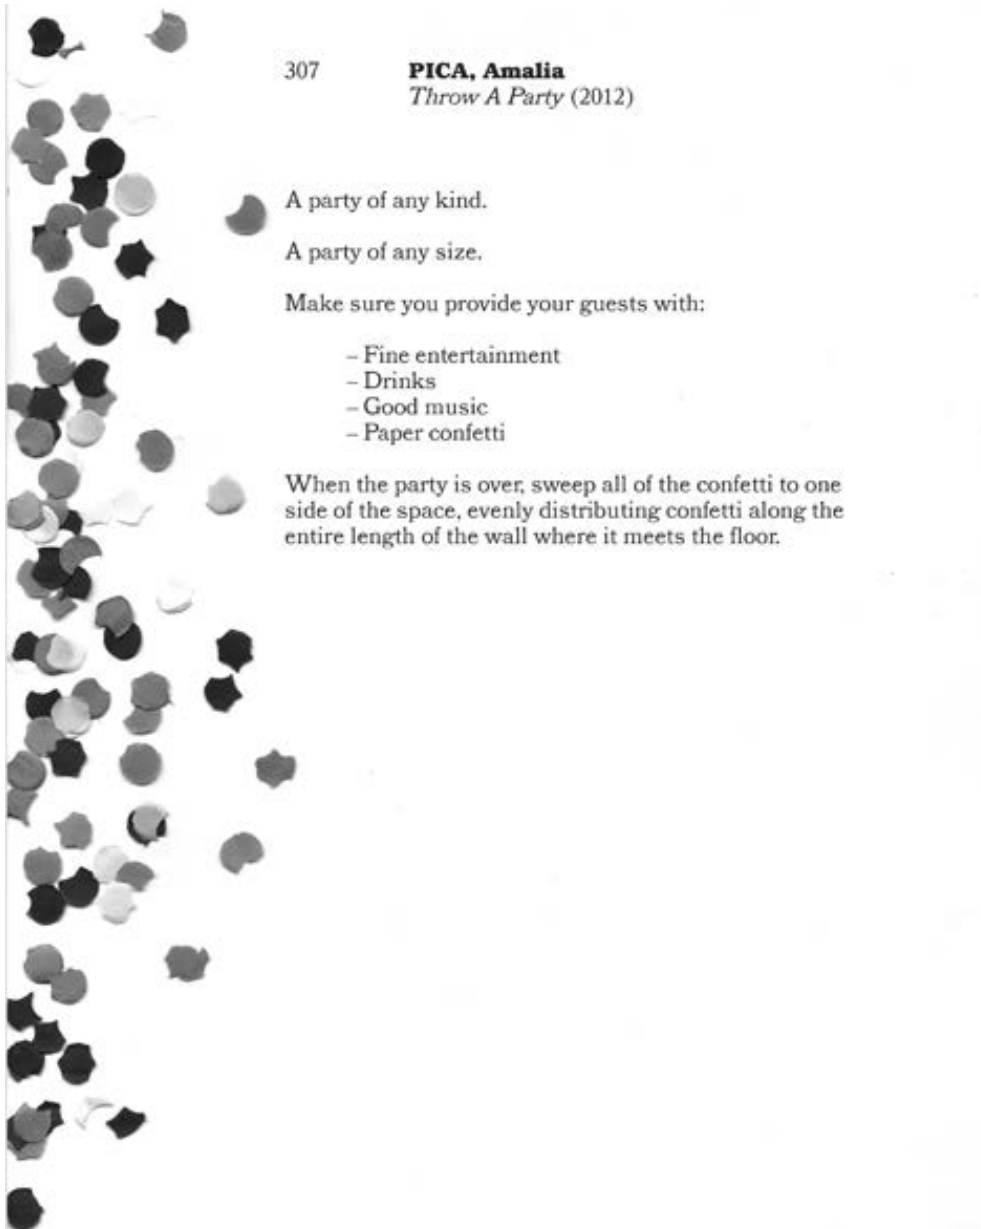 307 PICA, Amalia
Throw A Party (2012)
A party of any kind.
A party of any size.
Make sure you provide your guests with:
– Fine entertainment
– Drinks
– Good music
– Paper confetti
When the party is over, sweep all of the confetti to one
side of the space, evenly distributing confetti along the
entire length of the wall where it meets the floor.